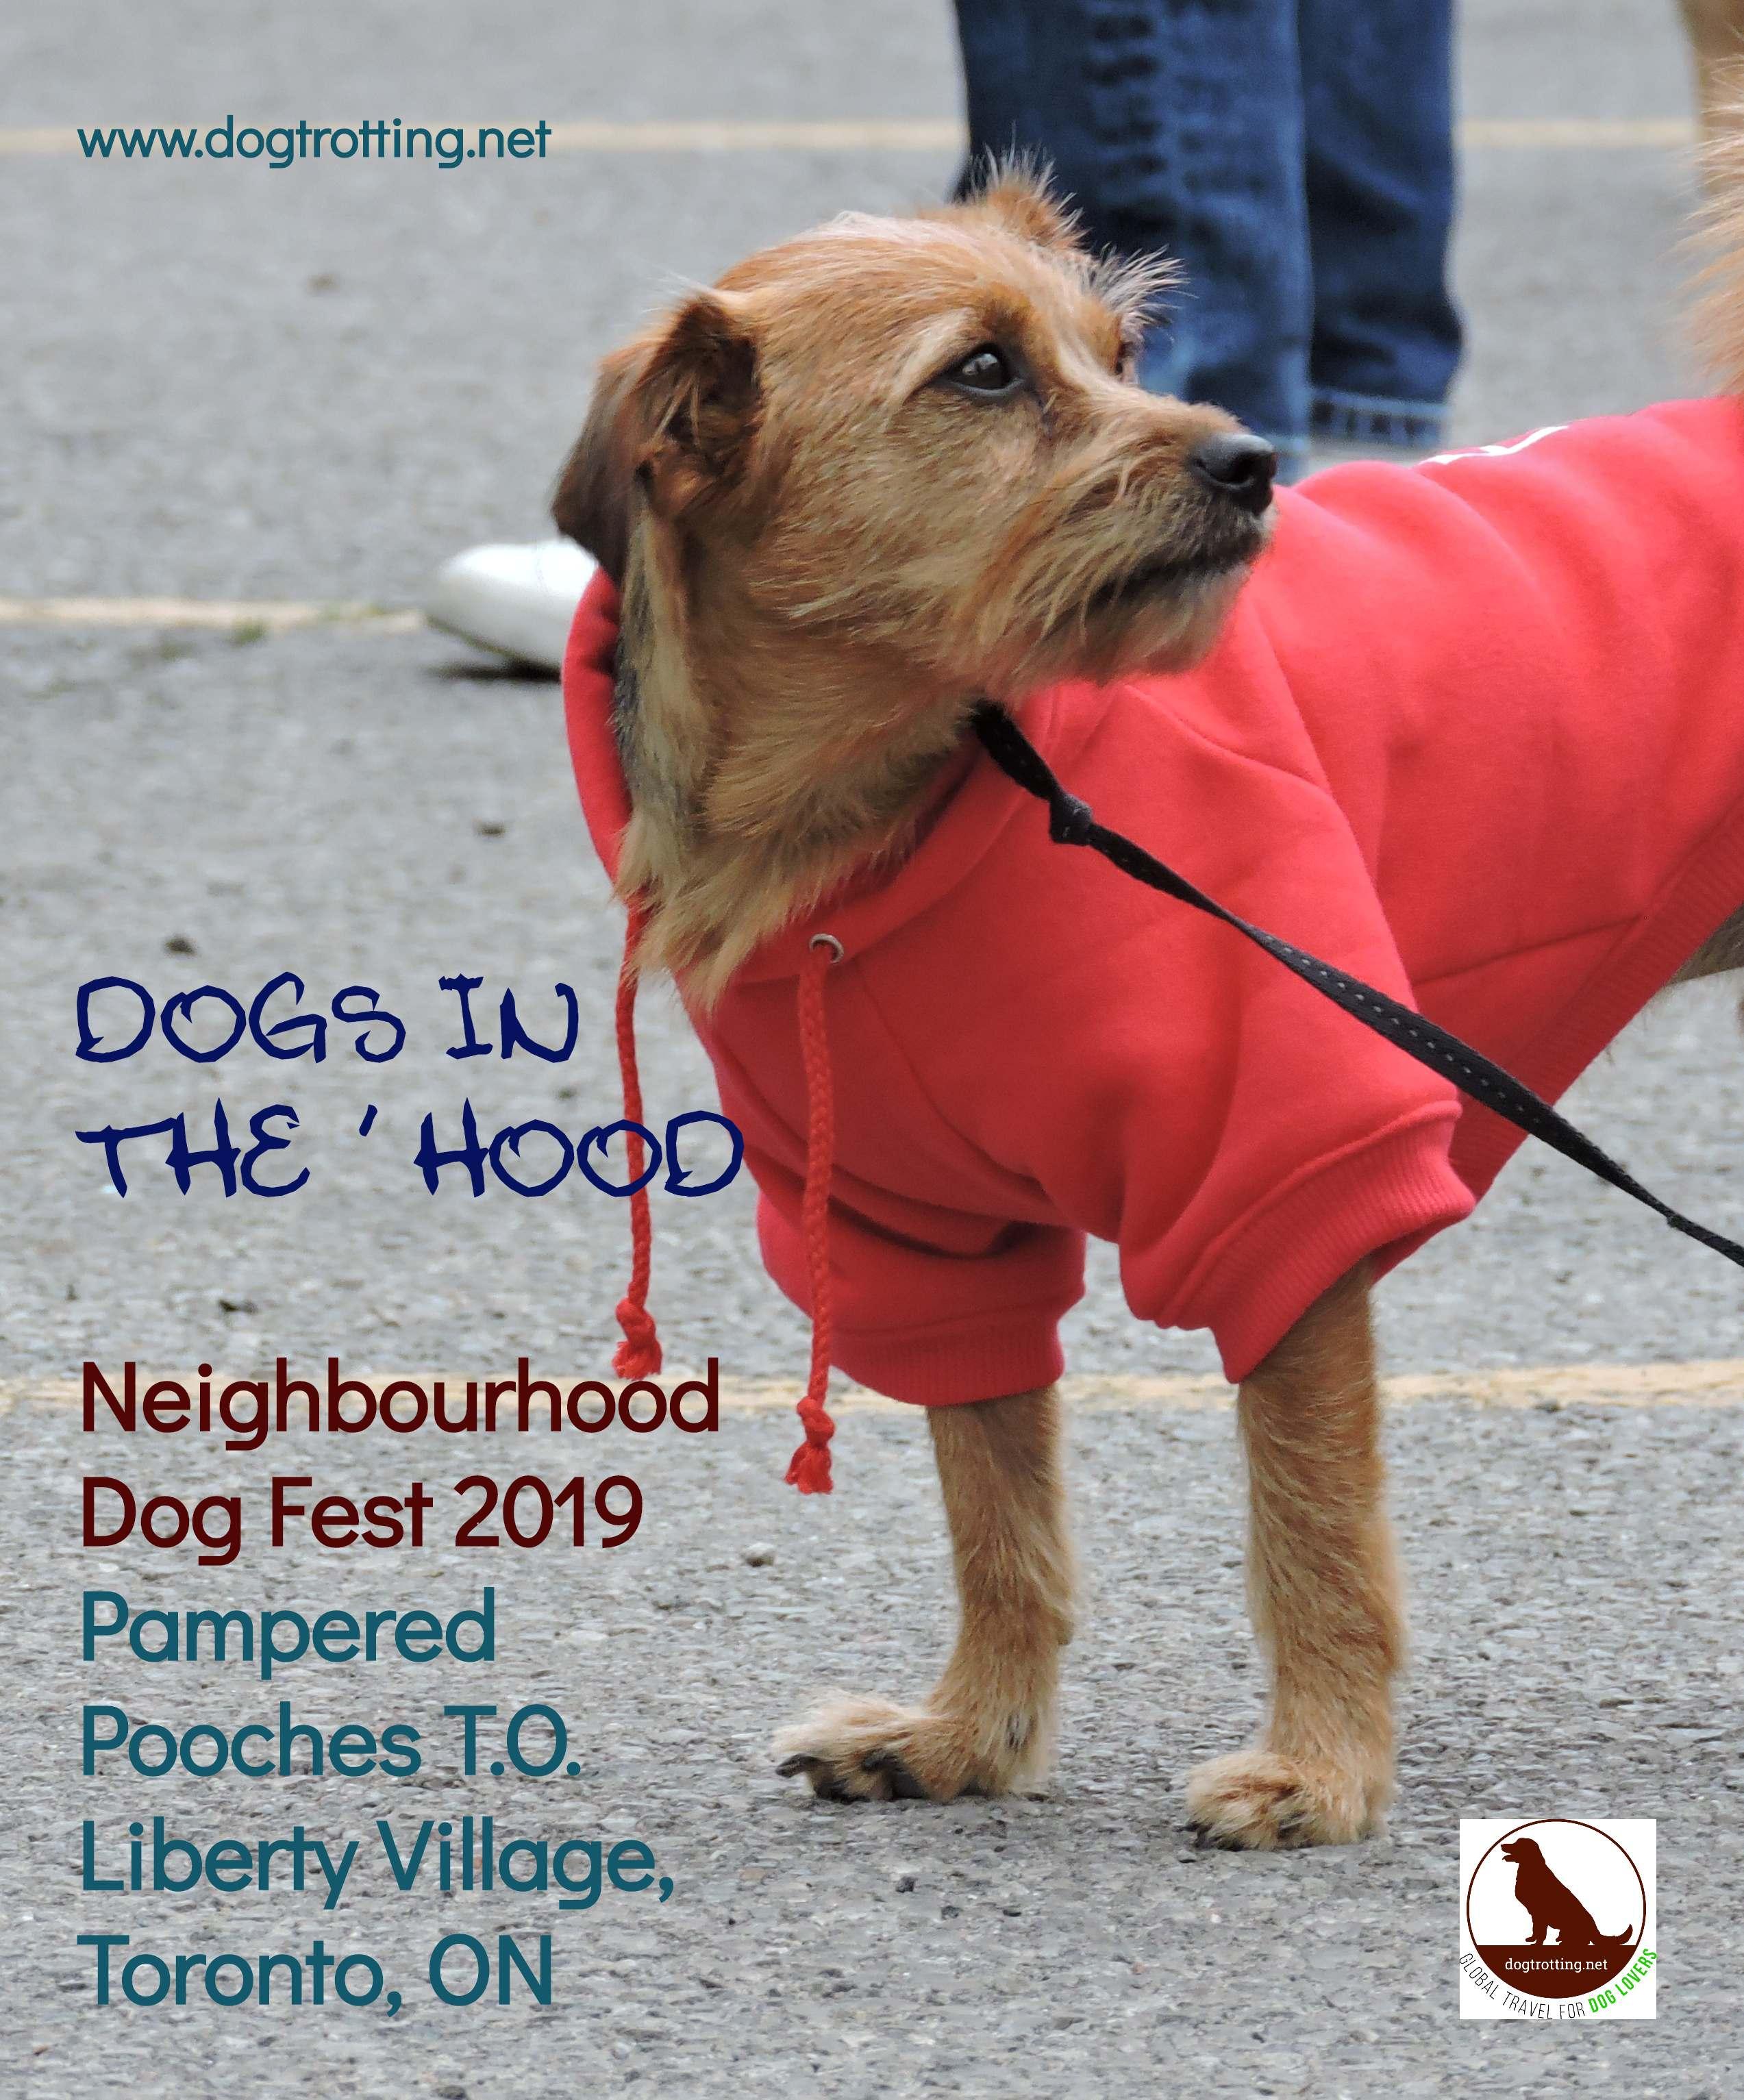 www.dogtrotting.net
DOGS IN
THE 'HOOD
Neighbourhood
Dog Fest 2019
Pampered
Pooches T.O.
Liberty Village,
Toronto, ON
dogtrotting.net
GLOBAL TRAVEL FOR DOG LOVERS